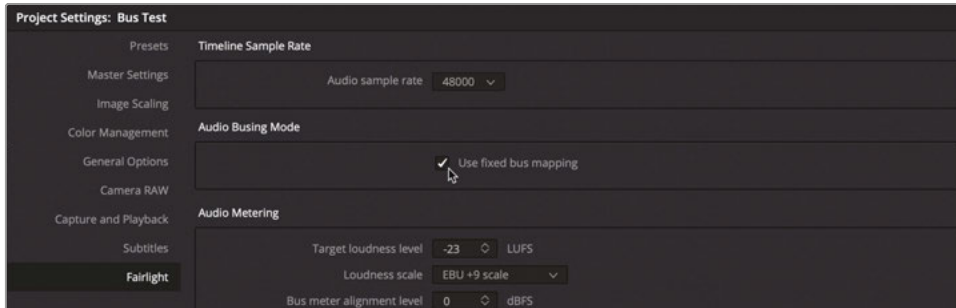 Project Settings: Bus Test
Presets
Master Settings
Image Scaling
Color Management
General Options
Camera RAW
Capture and Playback
Subtitles
Fairlight
Timeline Sample Rate
Audio sample rate 48000
Audio Busing Mode
Use fixed bus mapping
Audio Metering
Target loudness level -23 LUFS
Loudness scale EBU +9 scale
Bus meter alignment level 0 dBFS